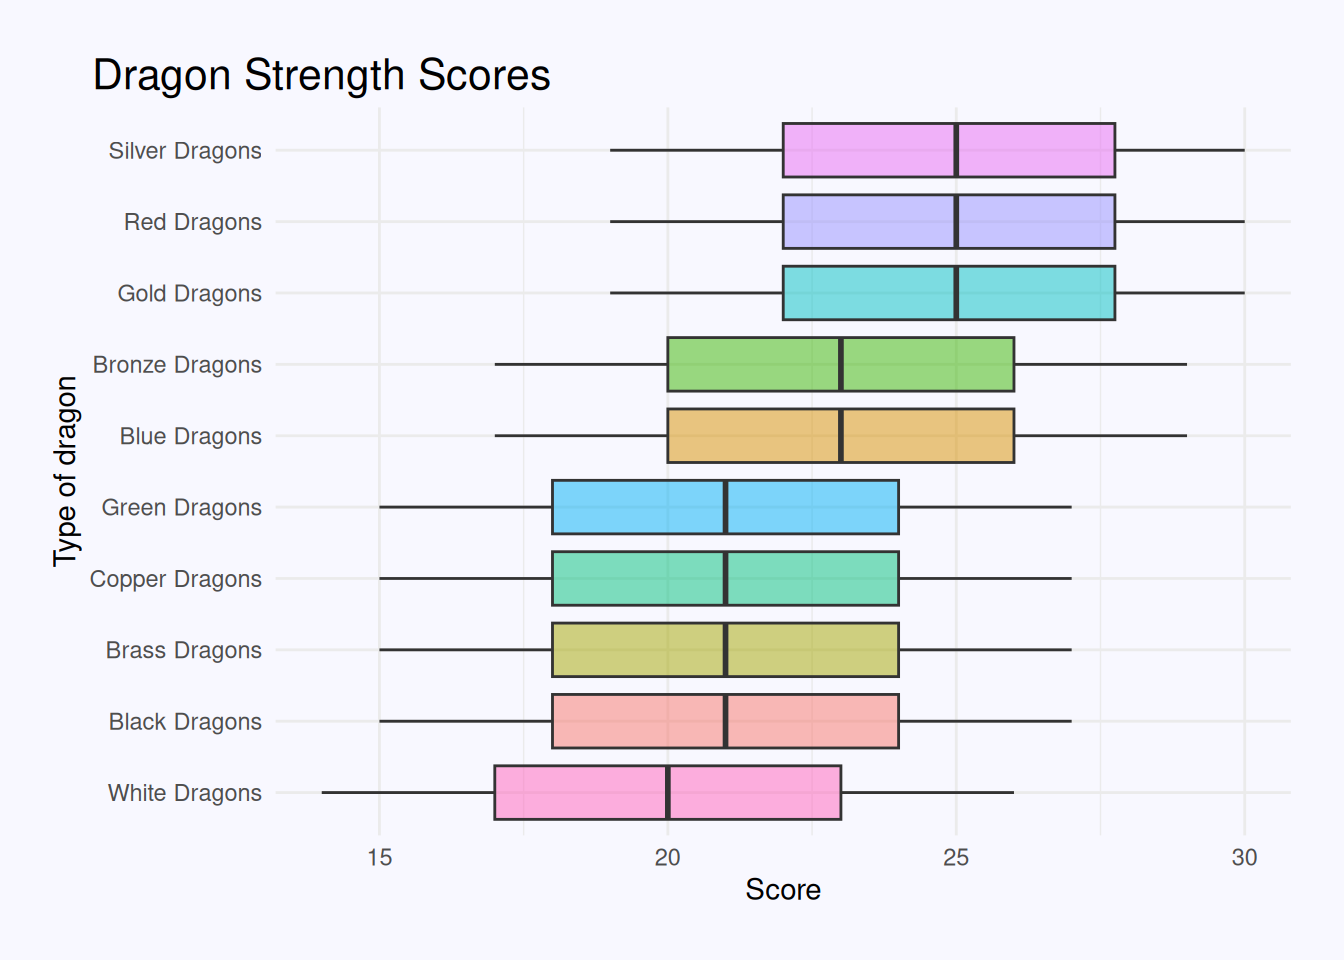 Dragon Strength Scores
Type of dragon
Silver Dragons
Red Dragons
Gold Dragons
Bronze Dragons
Blue Dragons
Green Dragons
Copper Dragons
Brass Dragons
Black Dragons
White Dragons
15 20 25 30
Score